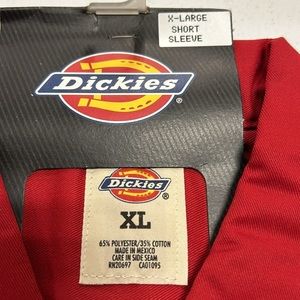 X-LARGE
SHORT
SLEEVE
Dickies
®
Dickies
XL
65% POLYESTER/35% COTTON
MADE IN MEXICO
CARE IN SIDE SEAM
RN20697 CA01095